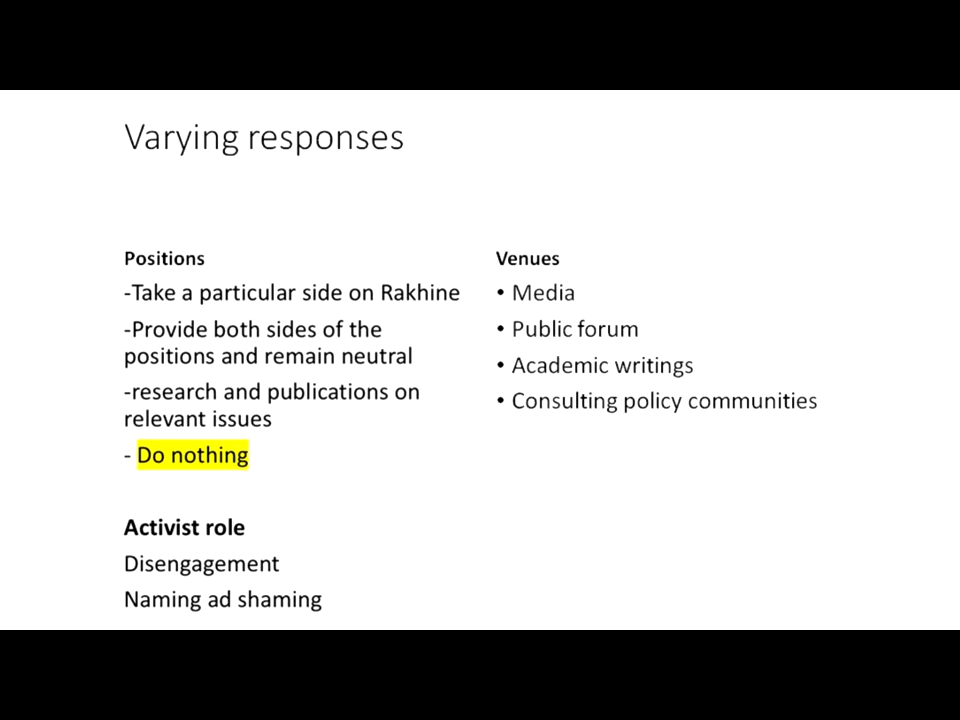 Varying responses
Positions
-Take a particular side on Rakhine
-Provide both sides of the
positions and remain neutral
-research and publications on
relevant issues
- Do nothing
Activist role
Disengagement
Naming ad shaming
Venues
• Media
• Public forum
• Academic writings
• Consulting policy communities